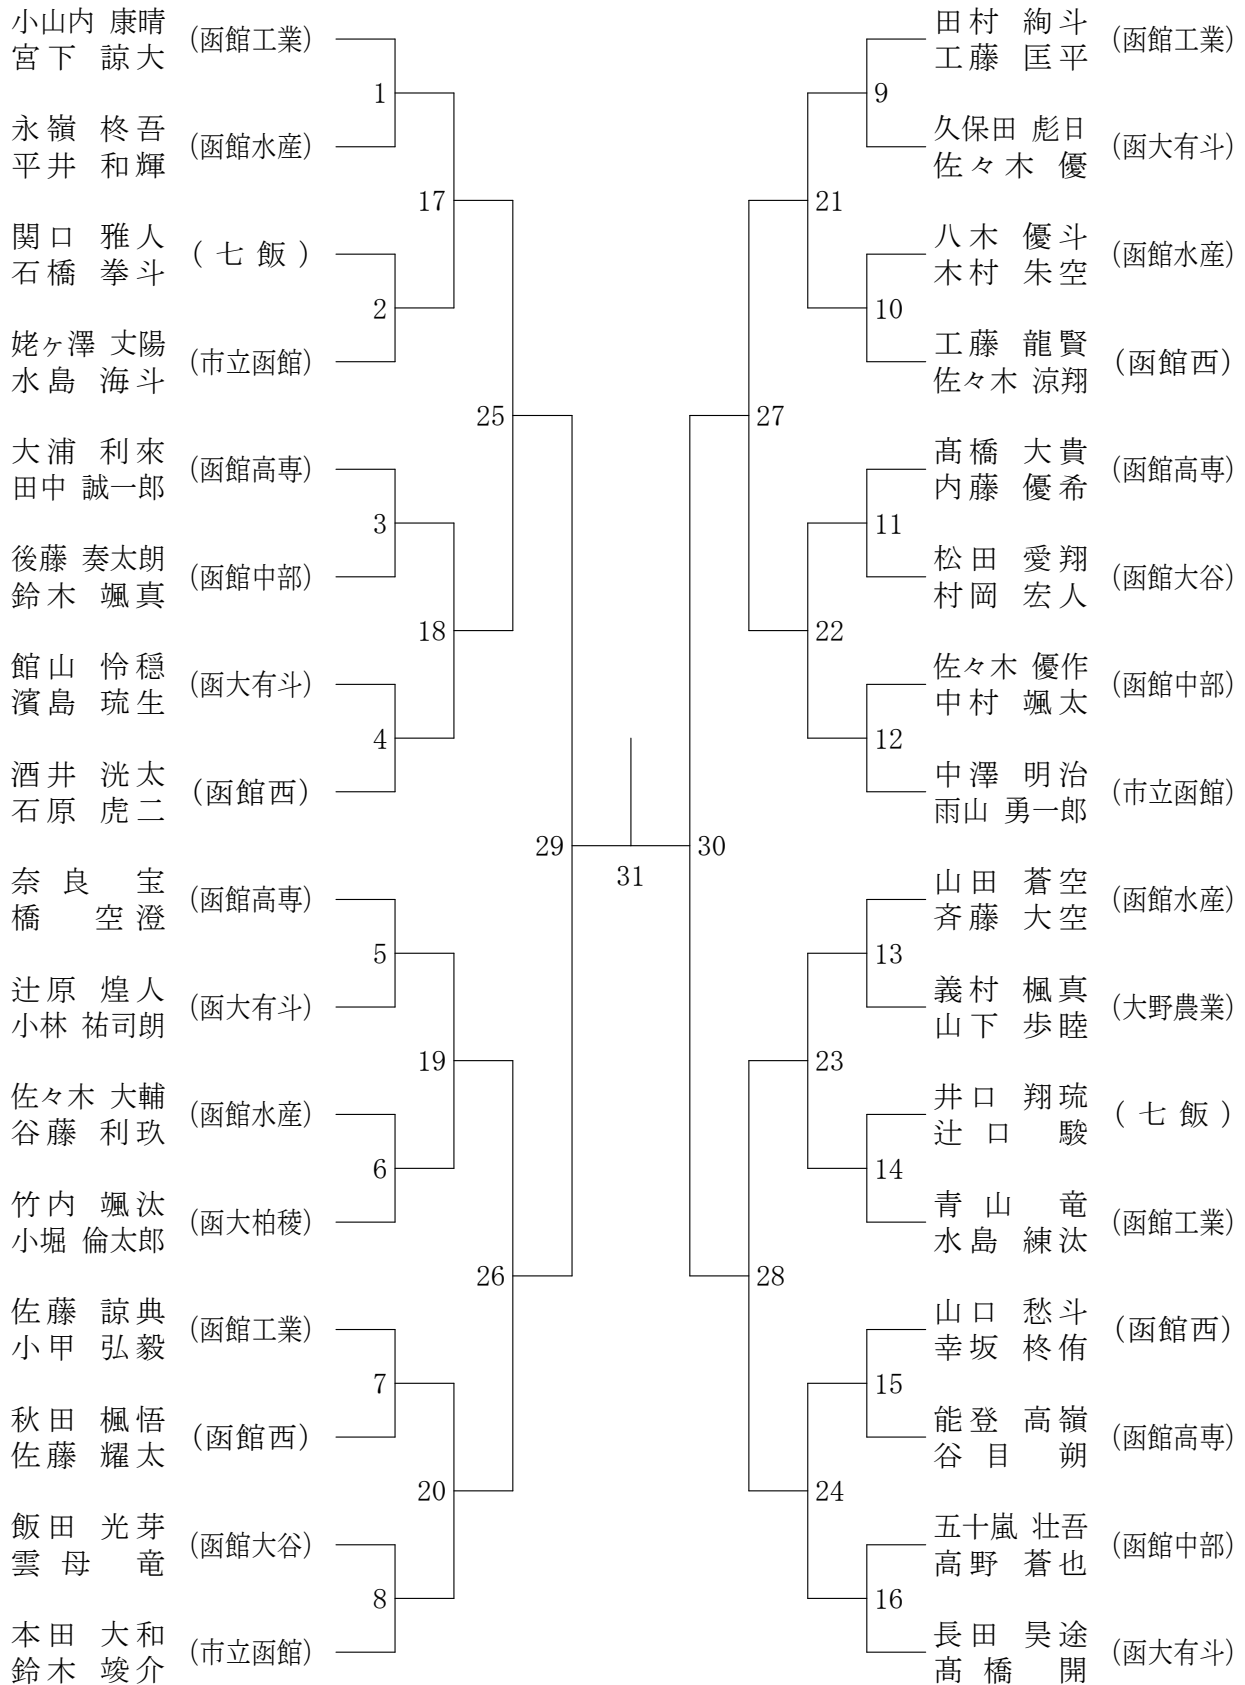 小山内 康晴
宮下 諒大
(函館工業)
1
永嶺 柊吾
平井 和輝
(函館水産)
17
関口 雅人
石橋 拳斗
(七飯)
2
姥ヶ澤 丈陽
水島 海斗
(市立函館)
25
大浦 利來
田中 誠一郎
(函館高専)
3
後藤 奏太朗
鈴木 颯真
(函館中部)
18
館山 怜穏
濱島 琉生
(函大有斗)
4
酒井 洸太
石原 虎二
(函館西)
29
奈良 宝
橋 空澄
(函館高専)
5
辻原 煌人
小林 祐司朗
(函大有斗)
19
佐々木 大輔
谷藤 利玖
(函館水産)
6
竹内 颯汰
小堀 倫太郎
(函大柏稜)
26
佐藤 諒典
小甲 弘毅
(函館工業)
7
秋田 楓悟
佐藤 耀太
(函館西)
20
飯田 光芽
雲母 竜
(函館大谷)
8
本田 大和
鈴木 竣介
(市立函館)
31
田村 絢斗
工藤 匡平
(函館工業)
9
久保田 彪日
佐々木 優
(函大有斗)
21
八木 優斗
木村 朱空
(函館水産)
10
工藤 龍賢
佐々木 涼翔
(函館西)
27
髙橋 大貴
内藤 優希
(函館高専)
11
松田 愛翔
村岡 宏人
(函館大谷)
22
佐々木 優作
中村 颯太
(函館中部)
12
中澤 明治
雨山 勇一郎
(市立函館)
30
山田 蒼空
斉藤 大空
(函館水産)
13
義村 楓真
山下 歩睦
(大野農業)
23
井口 翔琉
辻口 駿
(七飯)
14
青山 竜
水島 練汰
(函館工業)
28
山口 愁斗
幸坂 柊侑
(函館西)
15
能登 高嶺
谷目 朔
(函館高専)
24
五十嵐 壮吾
高野 蒼也
(函館中部)
16
長田 昊途
髙橋 開
(函大有斗)